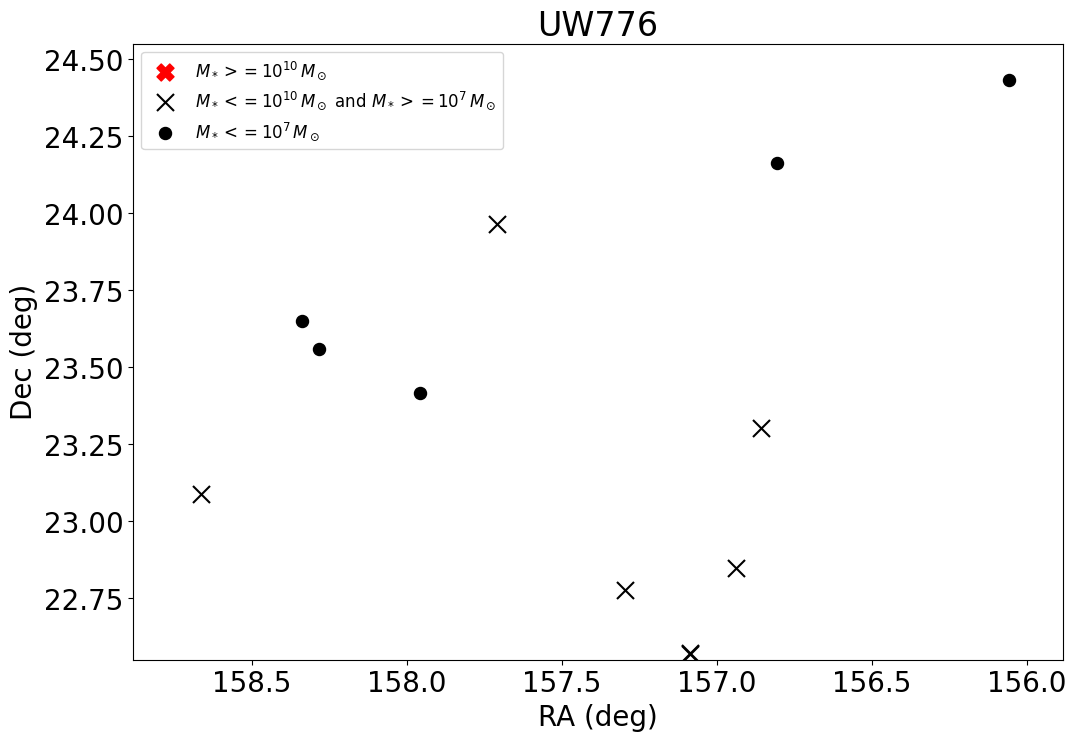 UW776
M* >= 10^10 M⊙
M* <= 10^10 M⊙ and M* >= 10^7 M⊙
M* <= 10^7 M⊙
24.50
24.25
24.00
23.75
23.50
23.25
23.00
22.75
Dec (deg)
158.5 158.0 157.5 157.0 156.5 156.0
RA (deg)